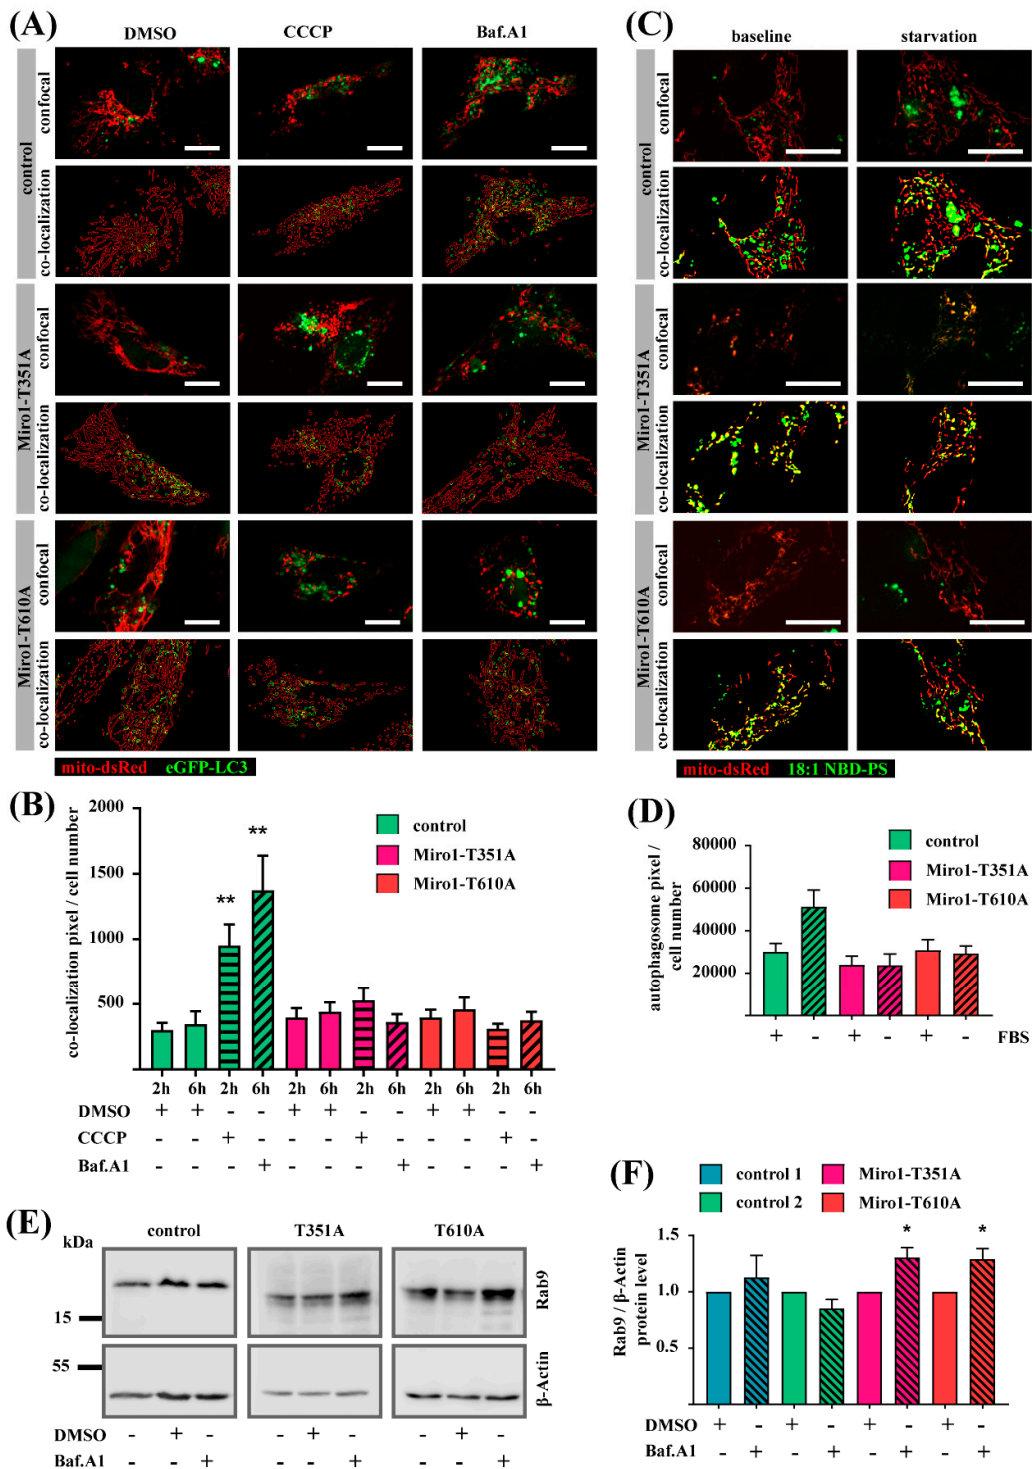 (A)
DMSO CCCP Baf.A1
control
confocal
co-localization
Miro1-T351A
confocal
co-localization
Miro1-T610A
confocal
co-localization
mito-dsRed eGFP-LC3
(C)
baseline starvation
control
confocal
co-localization
Miro1-T351A
confocal
co-localization
Miro1-T610A
confocal
co-localization
mito-dsRed 18:1 NBD-PS
(B)
co-localization pixel / cell number
2000
1500
1000
500
** **
control
Miro1-T351A
Miro1-T610A
2h 6h 2h 6h 2h 6h 2h 6h 2h 6h 2h 6h
DMSO + + - - + + - - + + - -
CCCP - - + - - - + - - - + -
Baf.A1 - - - + - - - + - - - +
(D)
autophagosome pixel /
cell number
80000
60000
40000
20000
control
Miro1-T351A
Miro1-T610A
+ - + - + - FBS
(E)
kDa
control T351A T610A
15
55
Rab9
β-Actin
DMSO - + - - + - - + -
Baf.A1 - - + - - + - - +
(F)
control 1 Miro1-T351A
control 2 Miro1-T610A
Rab9 / β-Actin
protein level
1.5
1.0
0.5
* *
DMSO + - + - + - + -
Baf.A1 - + - + - + - +